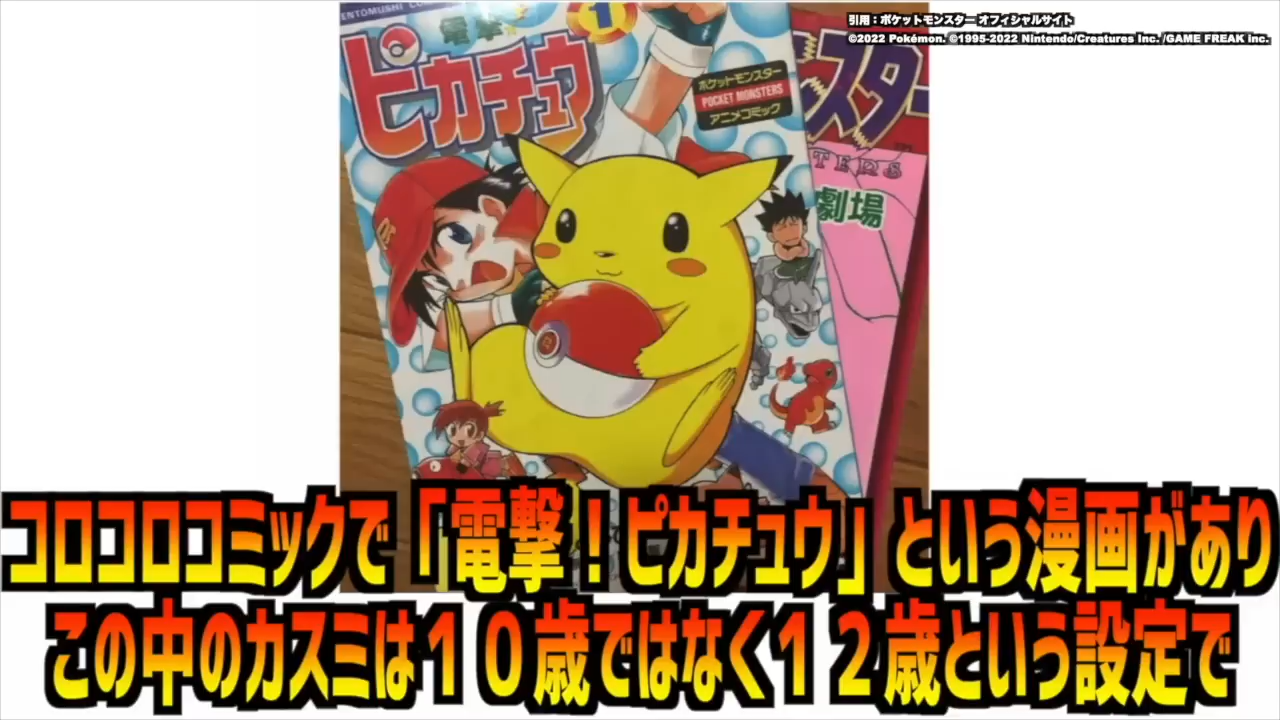 引用：ポケットモンスター オフィシャルサイト
©2022 Pokémon. ©1995-2022 Nintendo/Creatures Inc. /GAME FREAK inc.
電撃
1
ピカチュウ
ポケットモンスター
POCKET MONSTERS
アニメコミック
スター
TERS
劇場
コロコロコミックで「電撃！ピカチュウ」という漫画があり
この中のカスミは１０歳ではなく１２歳という設定で